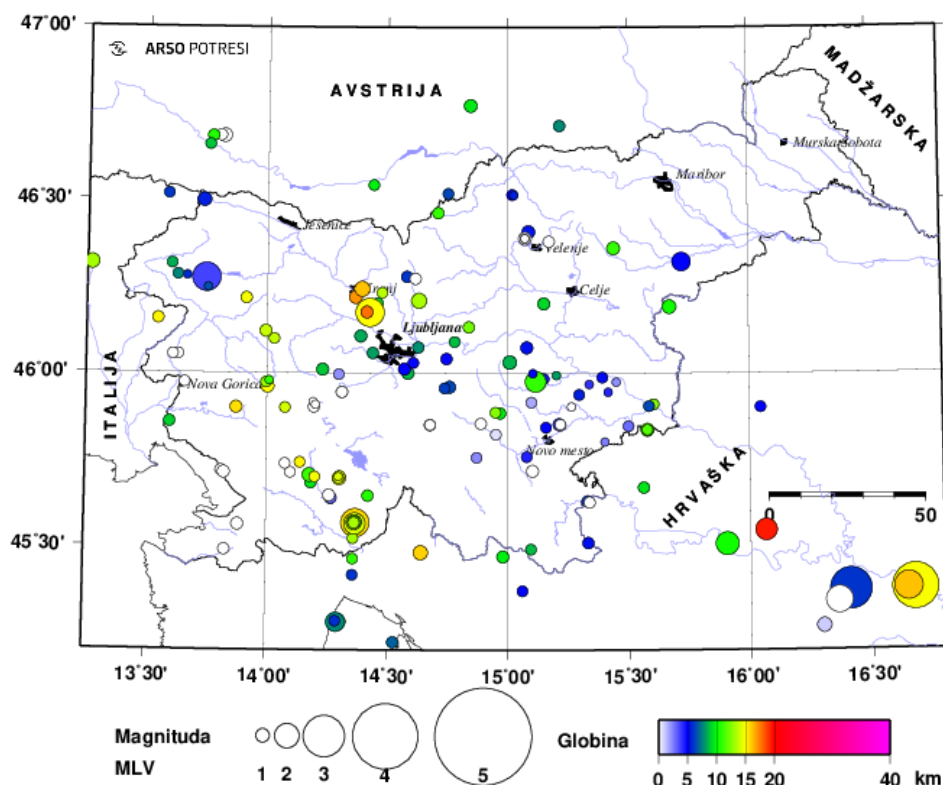 47°00'
ARSO POTRESI
AVSTRIJA
MADŽARSKA
Murska Sobota
Maribor
46°30'
Jesenice
Velenje
Kranj
Celje
Ljubljana
46°00'
ITALIJA
Nova Gorica
Novo mesto
HRVAŠKA
0 50
45°30'
13°30' 14°00' 14°30' 15°00' 15°30' 16°00' 16°30'
Magnituda
MLV
1 2 3 4 5
Globina
0 5 10 15 20 40 km